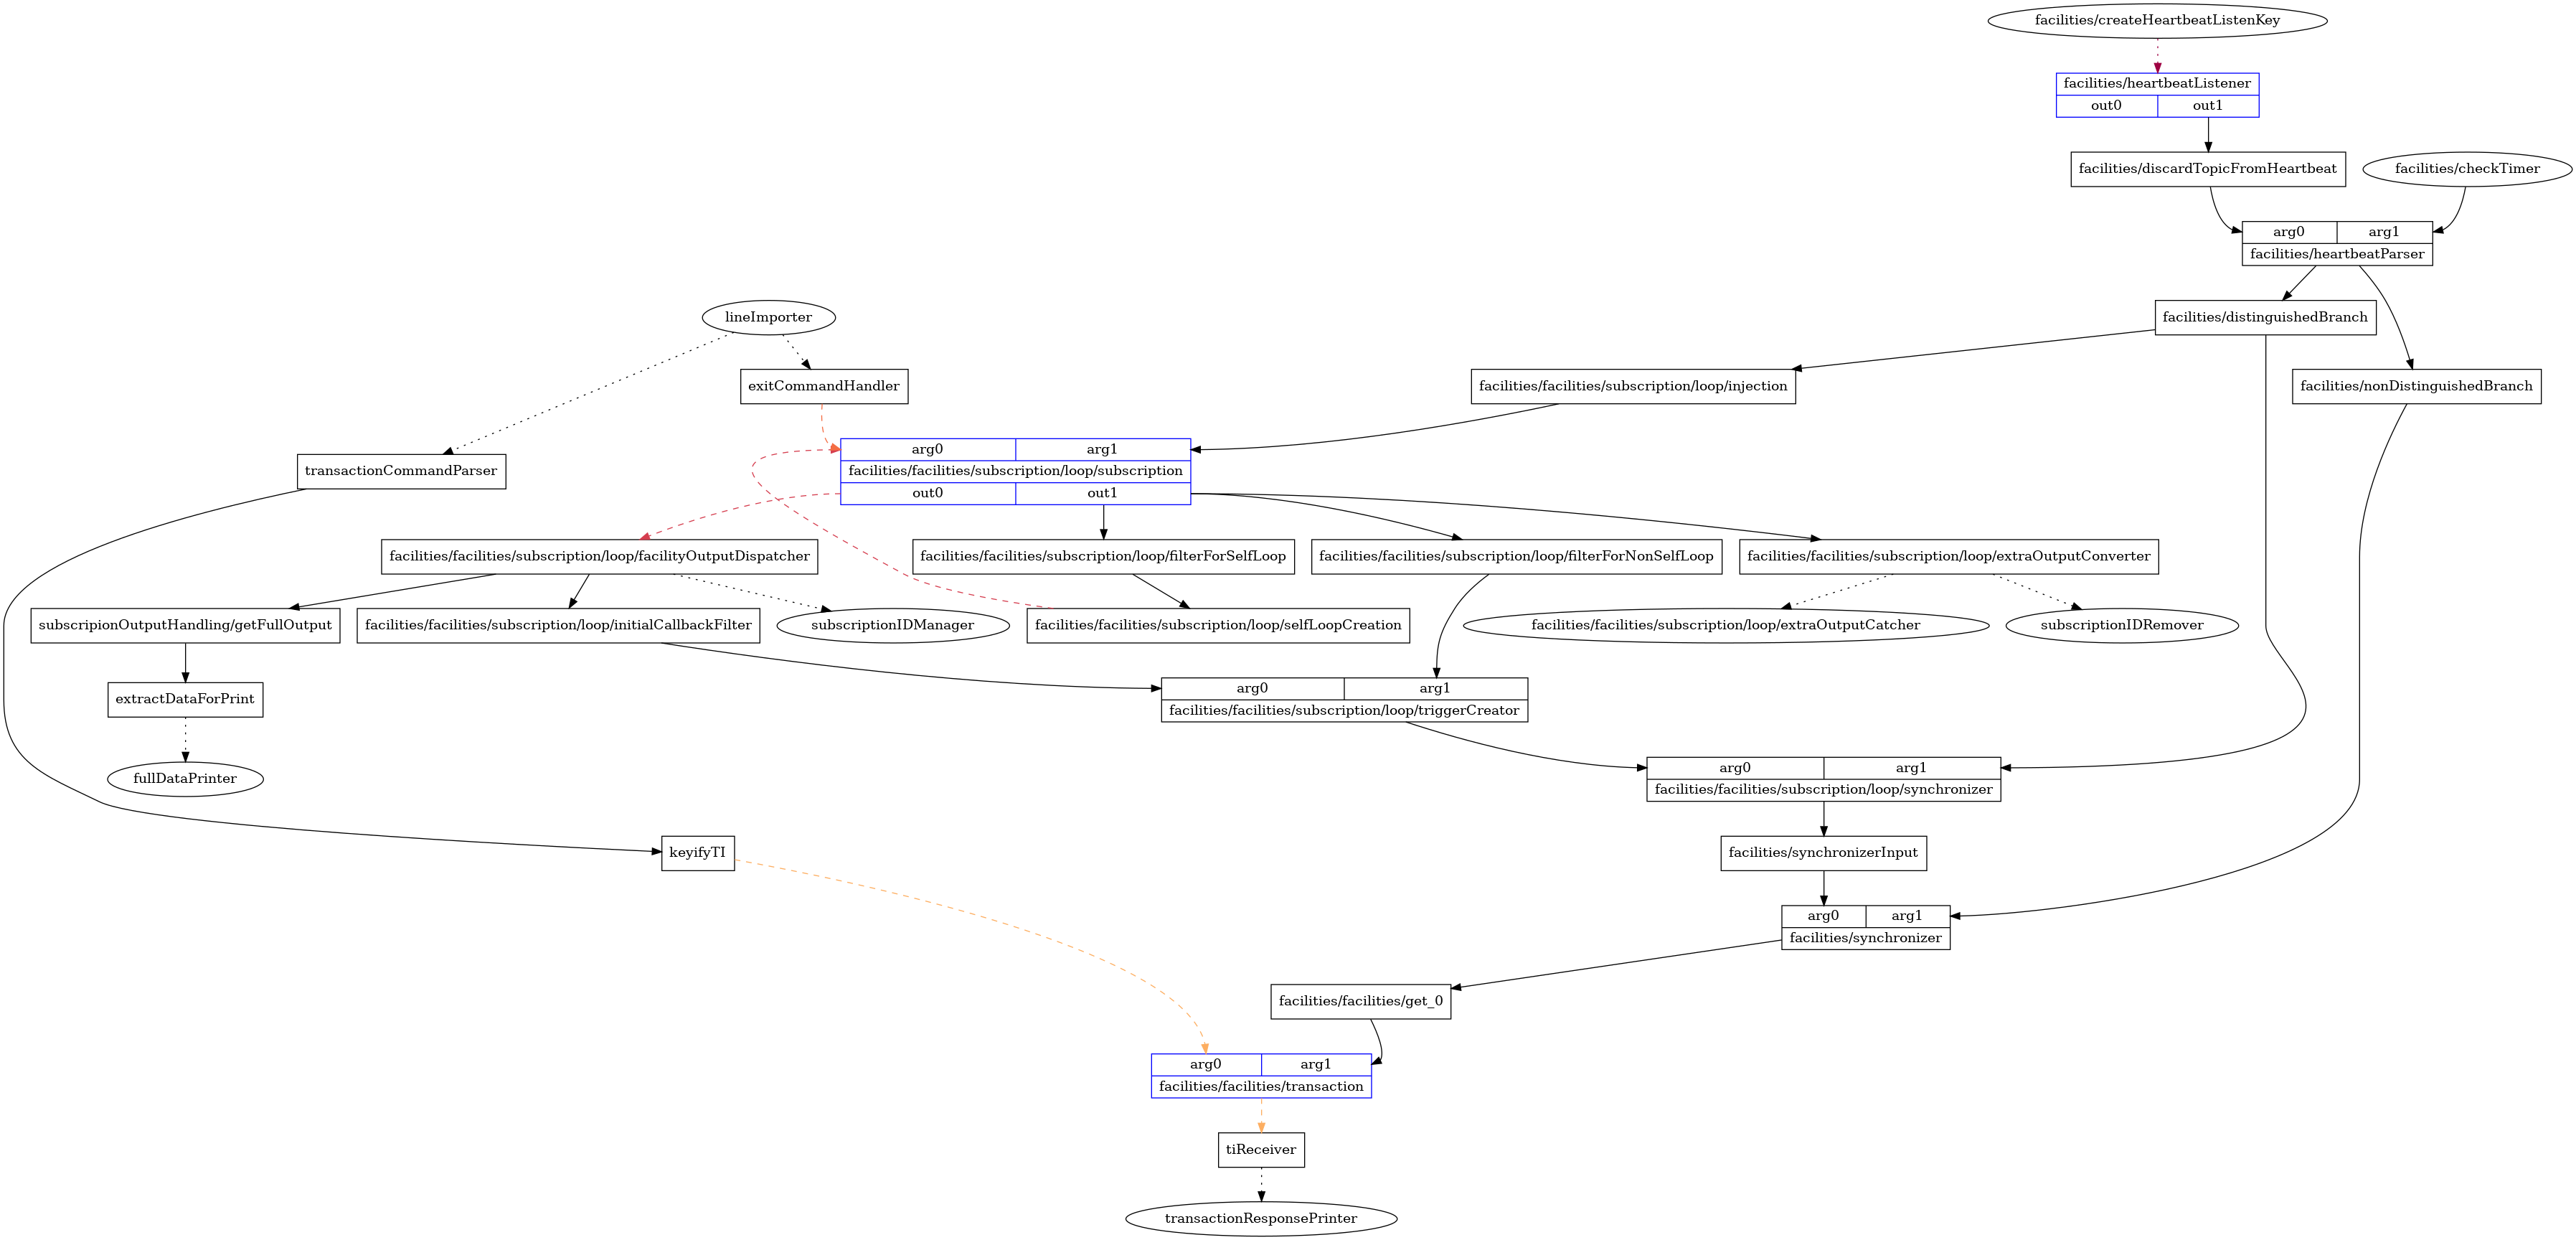 facilities/createHeartbeatListenKey
facilities/heartbeatListener
out0 out1
facilities/discardTopicFromHeartbeat
facilities/checkTimer
arg0 arg1
facilities/heartbeatParser
lineImporter
facilities/distinguishedBranch
exitCommandHandler
facilities/facilities/subscription/loop/injection
facilities/nonDistinguishedBranch
transactionCommandParser
arg0 arg1
facilities/facilities/subscription/loop/subscription
out0 out1
facilities/facilities/subscription/loop/facilityOutputDispatcher
facilities/facilities/subscription/loop/filterForSelfLoop
facilities/facilities/subscription/loop/filterForNonSelfLoop
facilities/facilities/subscription/loop/extraOutputConverter
subscripionOutputHandling/getFullOutput
facilities/facilities/subscription/loop/initialCallbackFilter
subscriptionIDManager
facilities/facilities/subscription/loop/selfLoopCreation
facilities/facilities/subscription/loop/extraOutputCatcher
subscriptionIDRemover
extractDataForPrint
arg0 arg1
facilities/facilities/subscription/loop/triggerCreator
fullDataPrinter
arg0 arg1
facilities/facilities/subscription/loop/synchronizer
keyifyTI
facilities/synchronizerInput
arg0 arg1
facilities/synchronizer
facilities/facilities/get_0
arg0 arg1
facilities/facilities/transaction
tiReceiver
transactionResponsePrinter